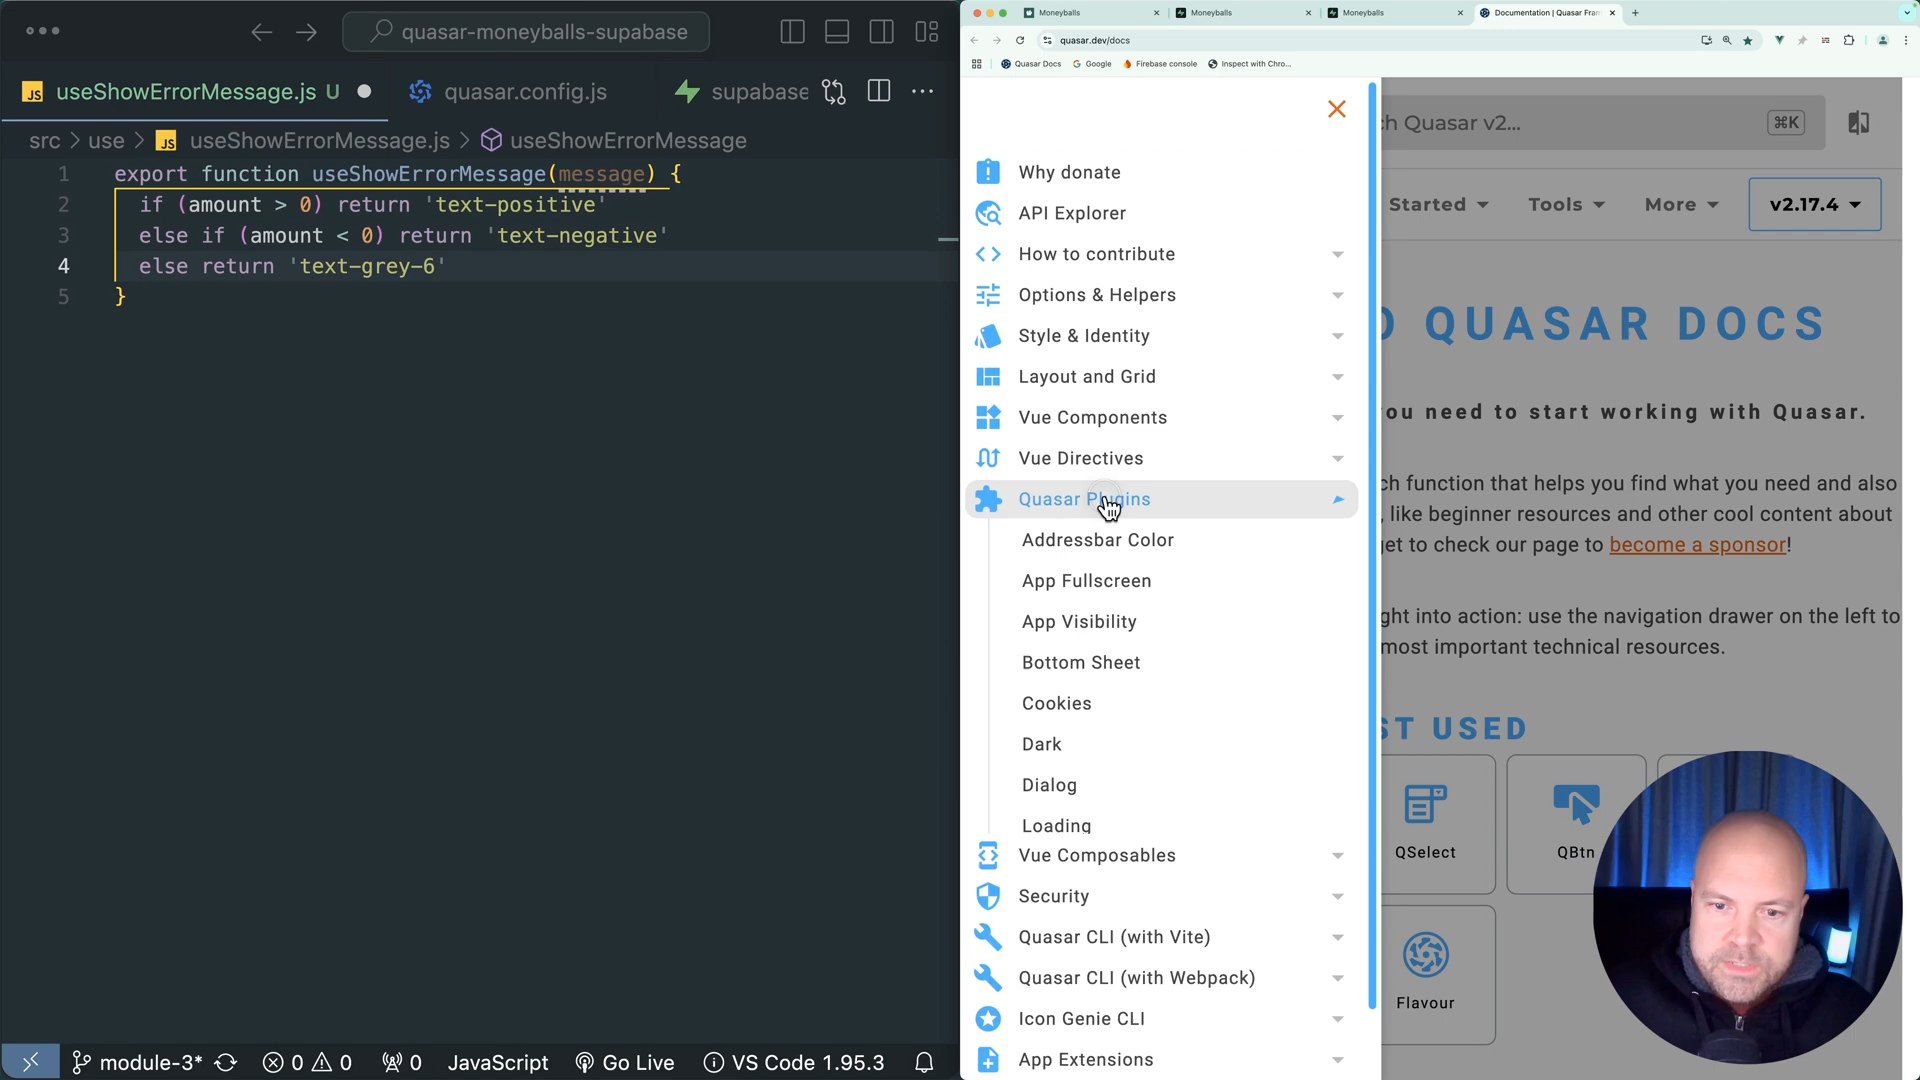 quasar-moneyballs-supabase
useShowErrorMessage.js U
quasar.config.js
supabase
src > use > useShowErrorMessage.js > useShowErrorMessage
1 export function useShowErrorMessage(message) {
2 if (amount > 0) return 'text-positive'
3 else if (amount < 0) return 'text-negative'
4 else return 'text-grey-6'
5 }
module-3* 0 0 0 JavaScript Go Live VS Code 1.95.3
Moneyballs
Moneyballs
Moneyballs
Documentation | Quasar Fra
quasar.dev/docs
Quasar Docs Google Firebase console Inspect with Chro...
Why donate
API Explorer
How to contribute
Options & Helpers
Style & Identity
Layout and Grid
Vue Components
Vue Directives
Quasar Plugins
Addressbar Color
App Fullscreen
App Visibility
Bottom Sheet
Cookies
Dark
Dialog
Loading
Vue Composables
Security
Quasar CLI (with Vite)
Quasar CLI (with Webpack)
Icon Genie CLI
App Extensions
ch Quasar v2... ⌘K
Started Tools More v2.17.4
O QUASAR DOCS
ou need to start working with Quasar.
ch function that helps you find what you need and also
, like beginner resources and other cool content about
get to check our page to become a sponsor!
ght into action: use the navigation drawer on the left to
most important technical resources.
ST USED
QSelect
QBtn
Flavour